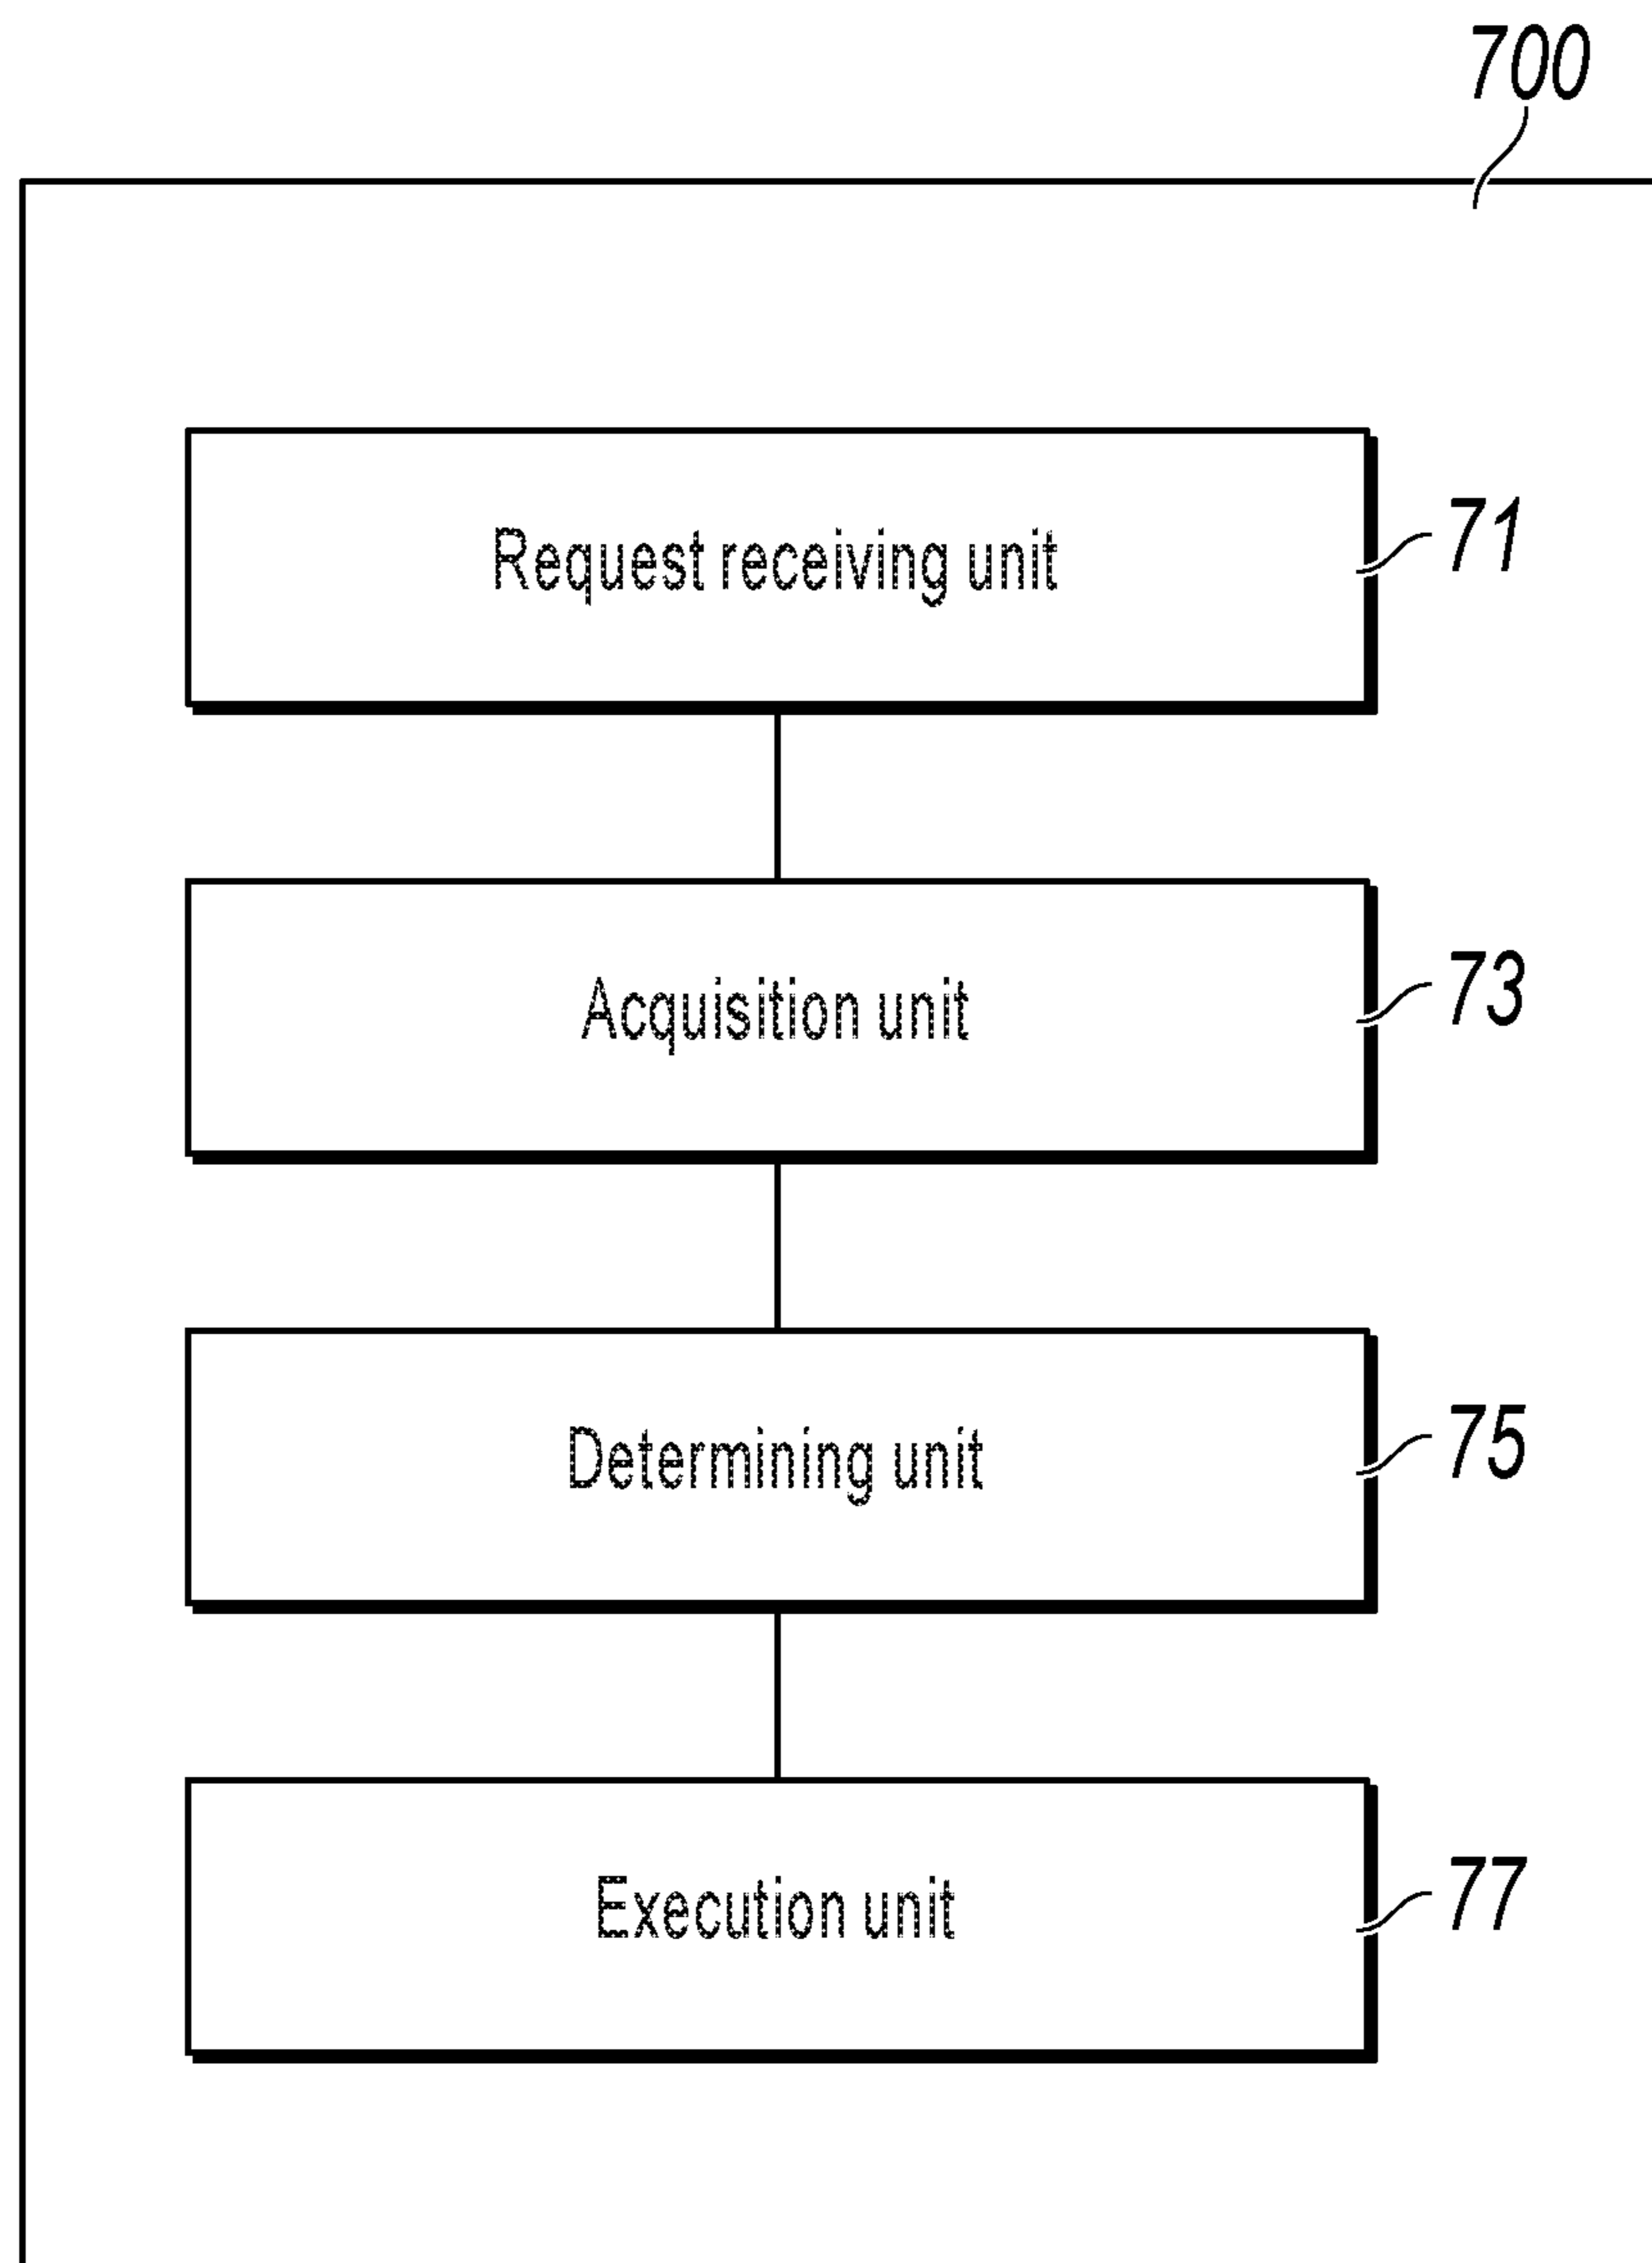 700
Request receiving unit
71
Acquisition unit
73
Determining unit
75
Execution unit
77